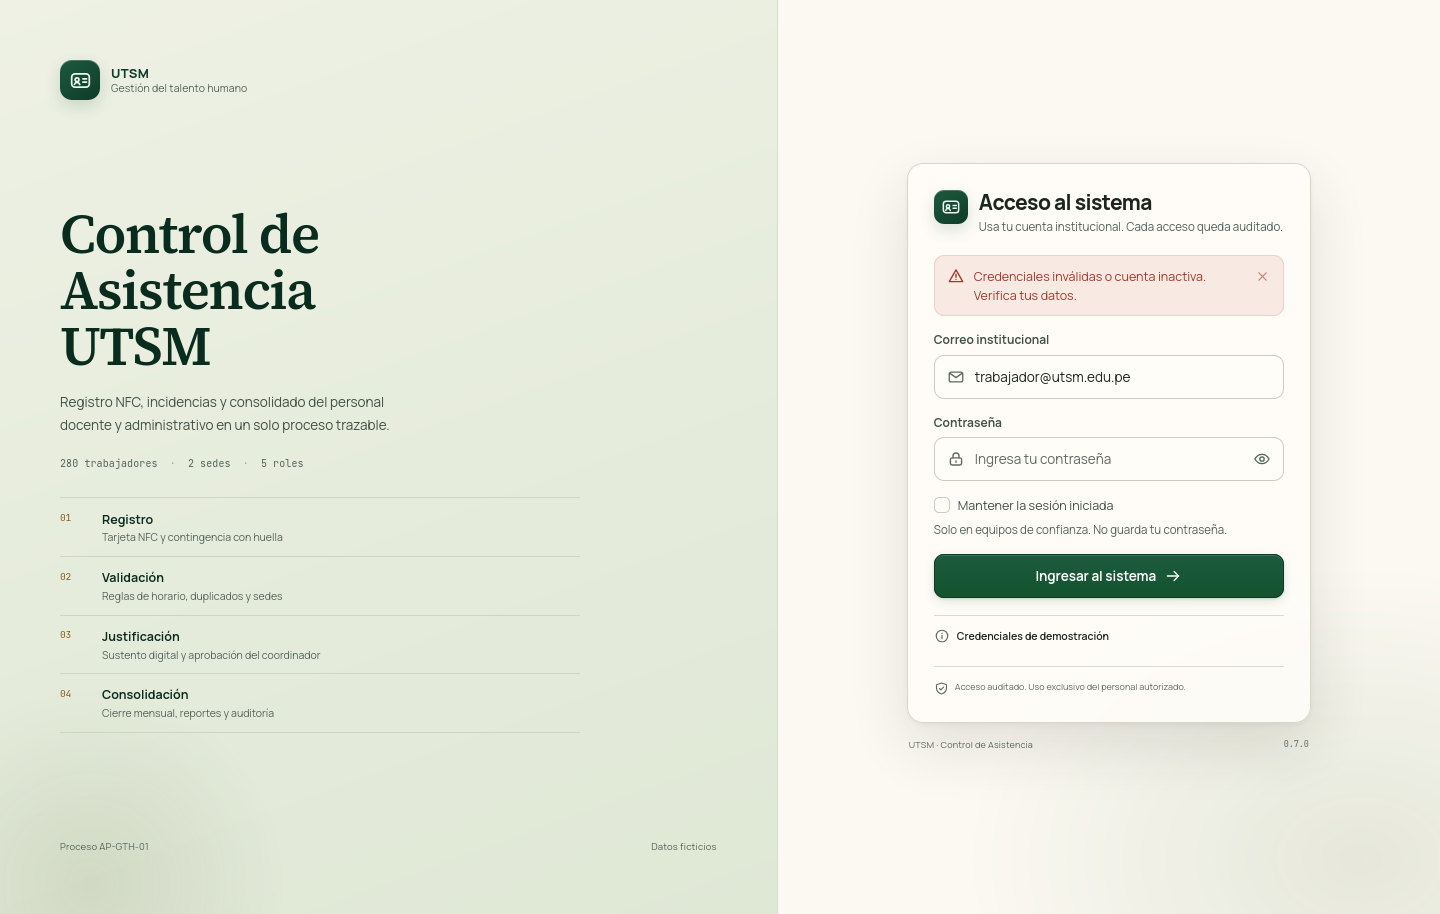 UTSM
Gestión del talento humano
Control de
Asistencia
UTSM
Registro NFC, incidencias y consolidado del personal
docente y administrativo en un solo proceso trazable.
280 trabajadores · 2 sedes · 5 roles
01 Registro
Tarjeta NFC y contingencia con huella
02 Validación
Reglas de horario, duplicados y sedes
03 Justificación
Sustento digital y aprobación del coordinador
04 Consolidación
Cierre mensual, reportes y auditoría
Proceso AP-GTH-01
Datos ficticios
Acceso al sistema
Usa tu cuenta institucional. Cada acceso queda auditado.
Credenciales inválidas o cuenta inactiva.
Verifica tus datos.
Correo institucional
trabajador@utsm.edu.pe
Contraseña
Ingresa tu contraseña
Mantener la sesión iniciada
Solo en equipos de confianza. No guarda tu contraseña.
Ingresar al sistema
Credenciales de demostración
Acceso auditado. Uso exclusivo del personal autorizado.
UTSM · Control de Asistencia
0.7.0